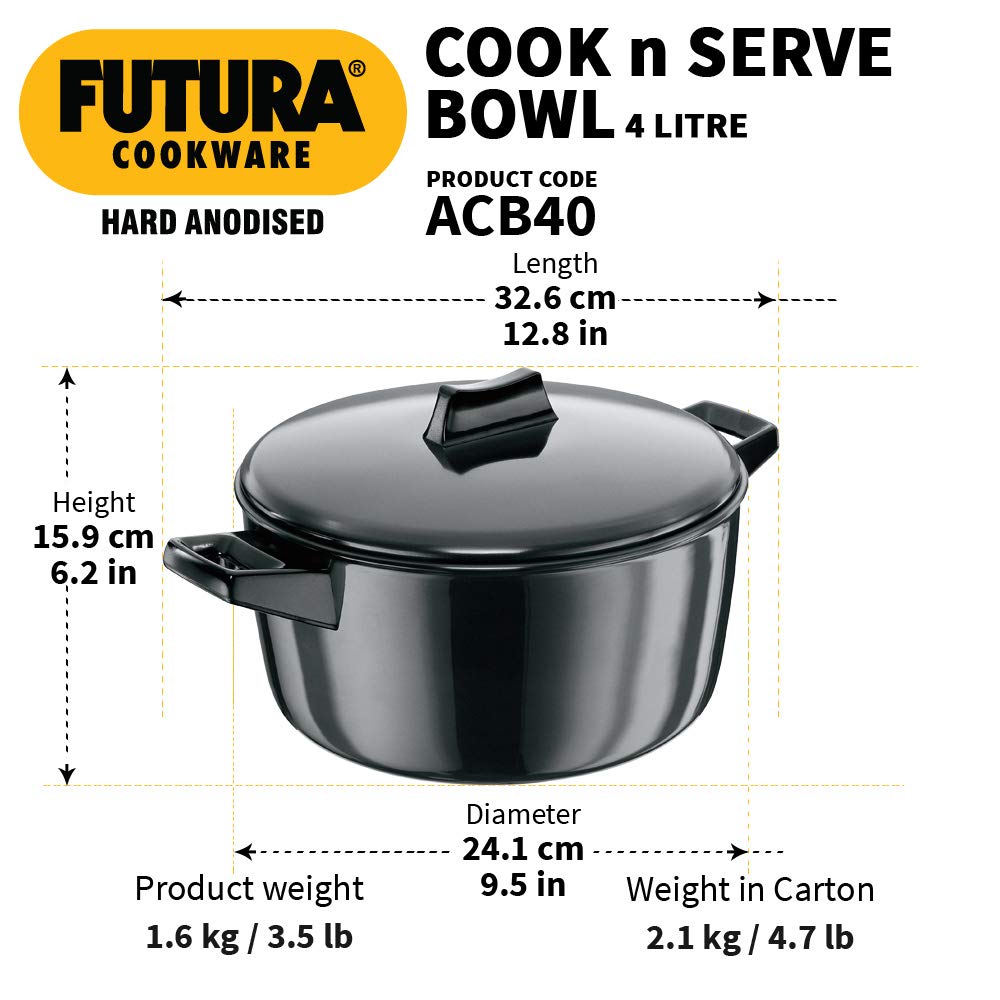 FUTURA®
COOKWARE
HARD ANODISED
COOK n SERVE
BOWL 4 LITRE
PRODUCT CODE
ACB40
Length
32.6 cm
12.8 in
Height
15.9 cm
6.2 in
Diameter
24.1 cm
9.5 in
Product weight
1.6 kg / 3.5 lb
Weight in Carton
2.1 kg / 4.7 lb